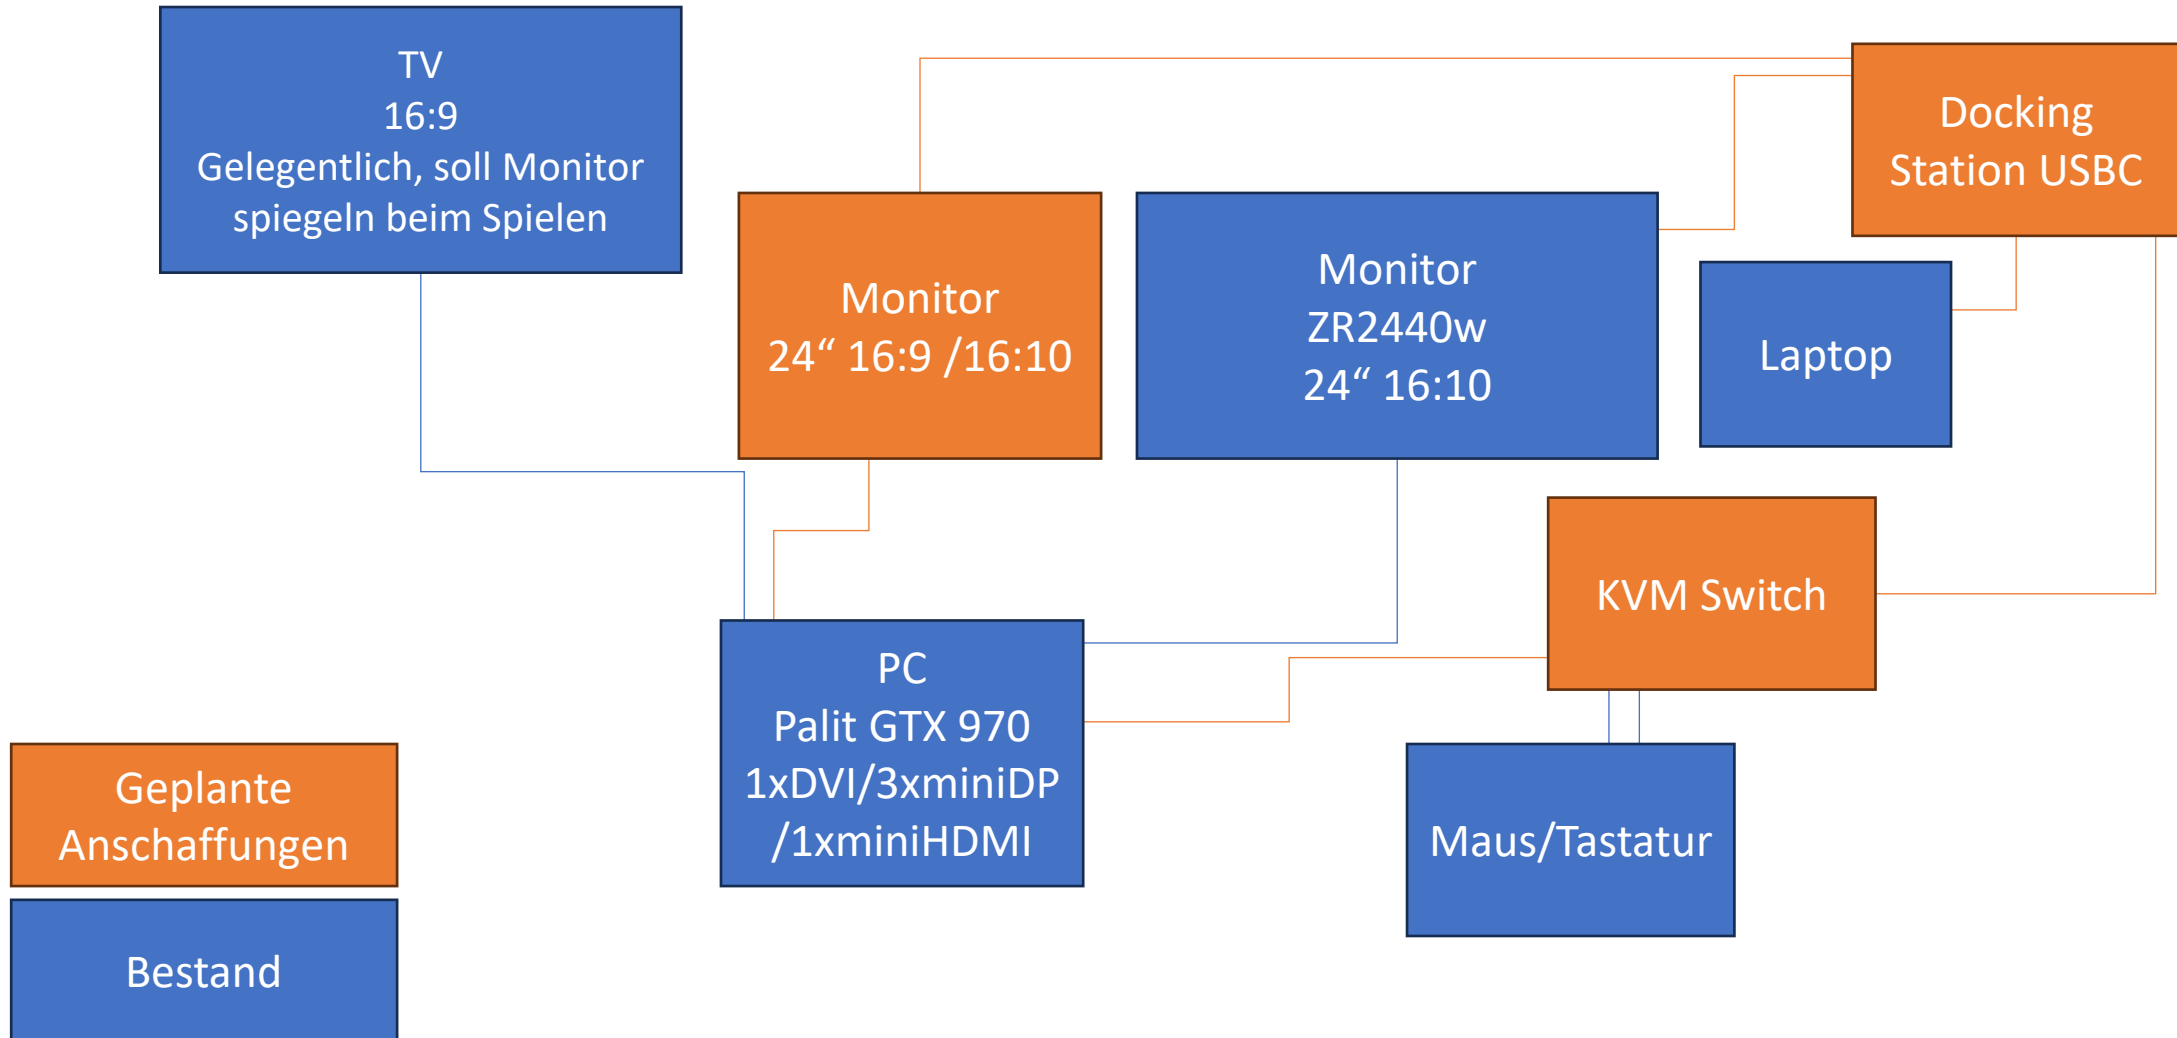 TV
16:9
Gelegentlich, soll Monitor
spiegeln beim Spielen
Monitor
24“ 16:9 /16:10
Monitor
ZR2440w
24“ 16:10
Docking
Station USBC
Laptop
KVM Switch
PC
Palit GTX 970
1xDVI/3xminiDP
/1xminiHDMI
Maus/Tastatur
Geplante
Anschaffungen
Bestand